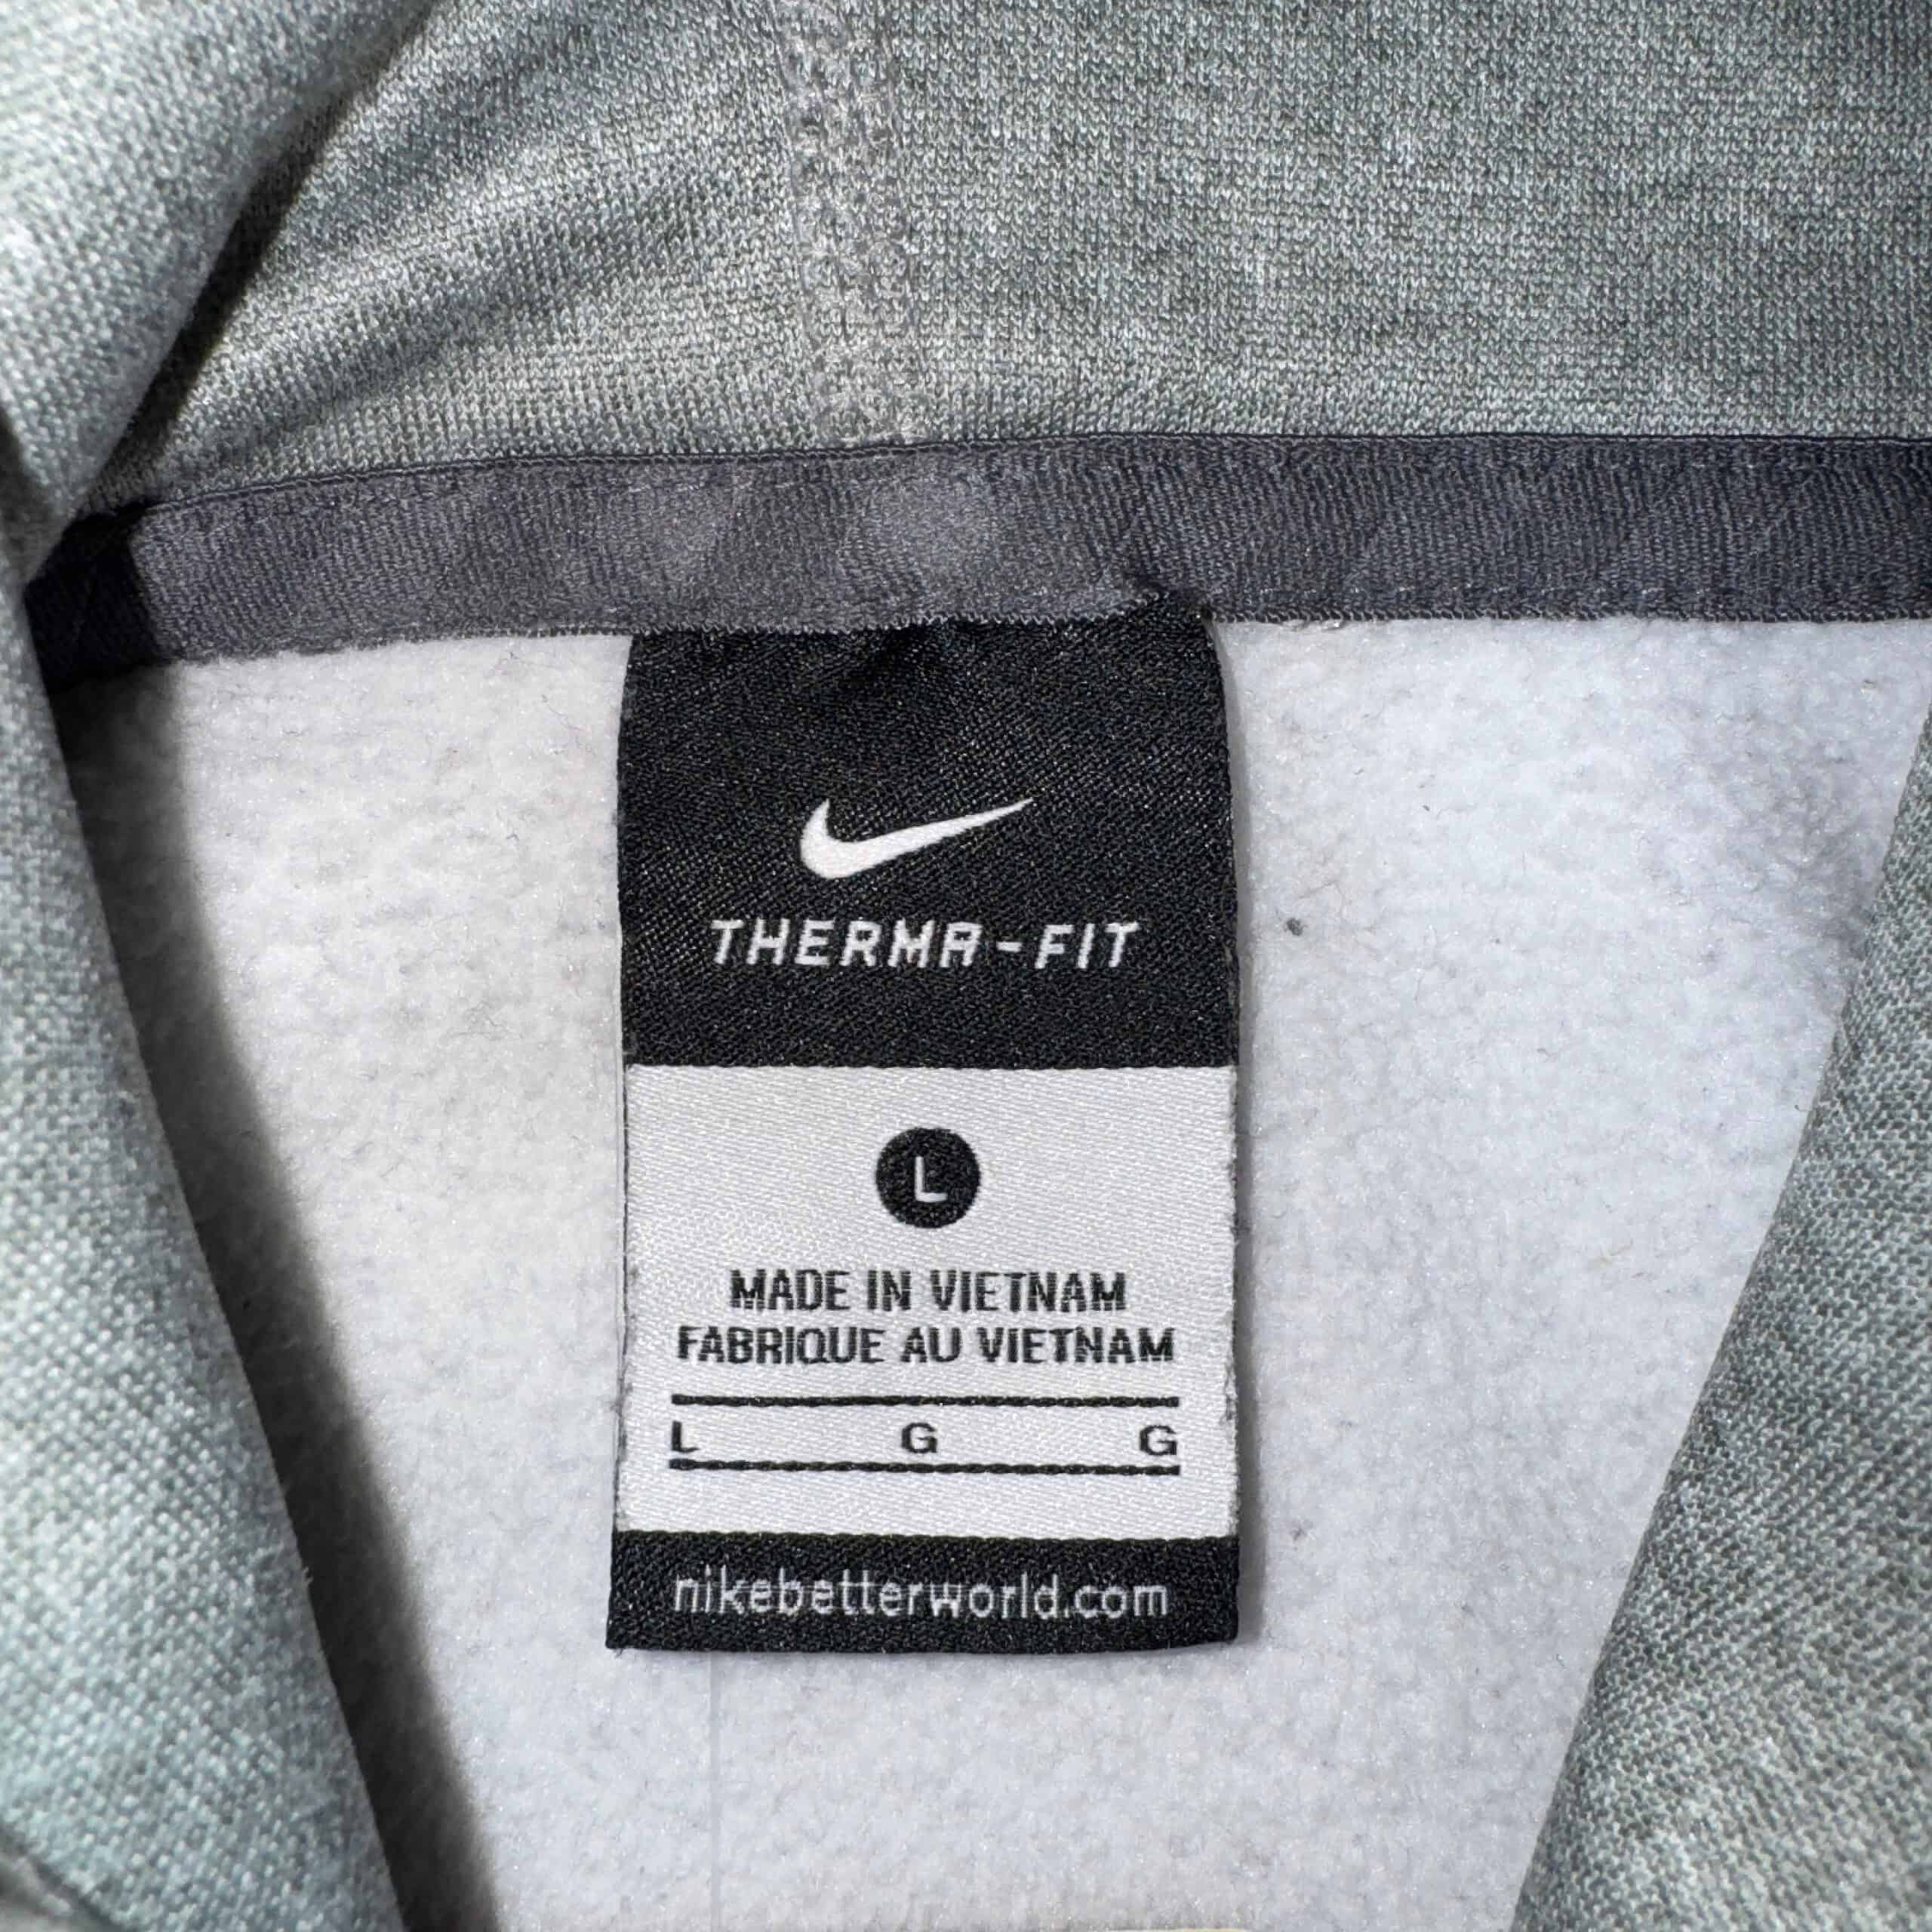 THERMA-FIT
L
MADE IN VIETNAM
FABRIQUE AU VIETNAM
L G G
nikebetterworld.com